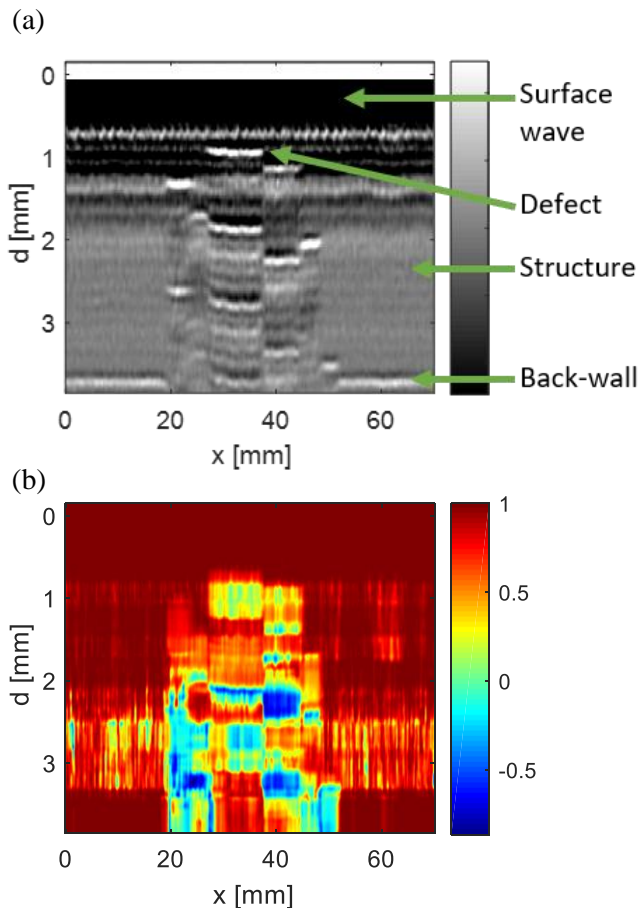 (a)
0
1
2
3
d [mm]
0
20
40
60
x [mm]
Surface
wave
Defect
Structure
Back-wall
(b)
0
1
2
3
d [mm]
0
20
40
60
x [mm]
1
0.5
0
-0.5